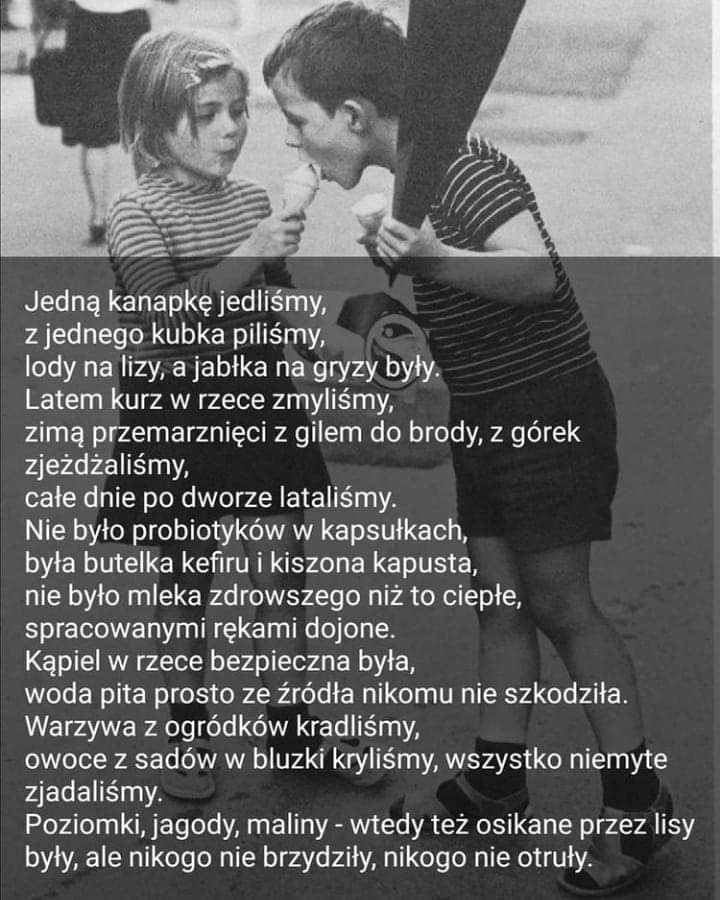 Jedną kanapkę jedliśmy,
z jednego kubka piliśmy,
lody na lizy, a jabłka na gryzy były.
Latem kurz w rzece zmyliśmy,
zimą przemarznięci z gilem do brody, z górek
zjeżdżaliśmy,
całe dnie po dworze lataliśmy.
Nie było probiotyków w kapsułkach,
była butelka kefiru i kiszona kapusta,
nie było mleka zdrowszego niż to ciepłe,
spracowanymi rękami dojone.
Kąpiel w rzece bezpieczna była,
woda pita prosto ze źródła nikomu nie szkodziła.
Warzywa z ogródków kradliśmy,
owoce z sadów w bluzki kryliśmy, wszystko niemyte
zjadaliśmy.
Poziomki, jagody, maliny - wtedy też osikane przez lisy
były, ale nikogo nie brzydziły, nikogo nie otruły.